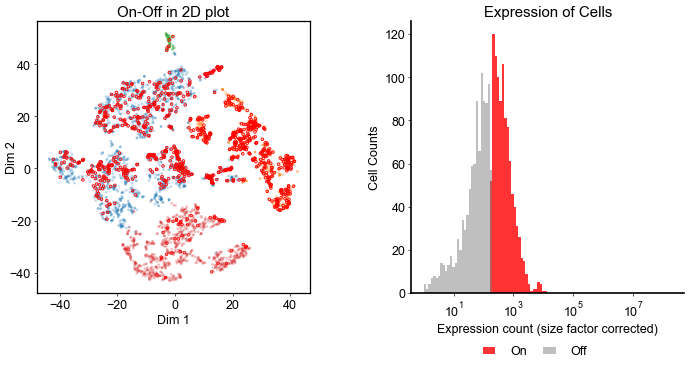 On-Off in 2D plot
Expression of Cells
Dim 2
40
20
0
−20
−40
−40 −20 0 20 40
Dim 1
Cell Counts
120
100
80
60
40
20
0
10^1 10^3 10^5 10^7
Expression count (size factor corrected)
On Off